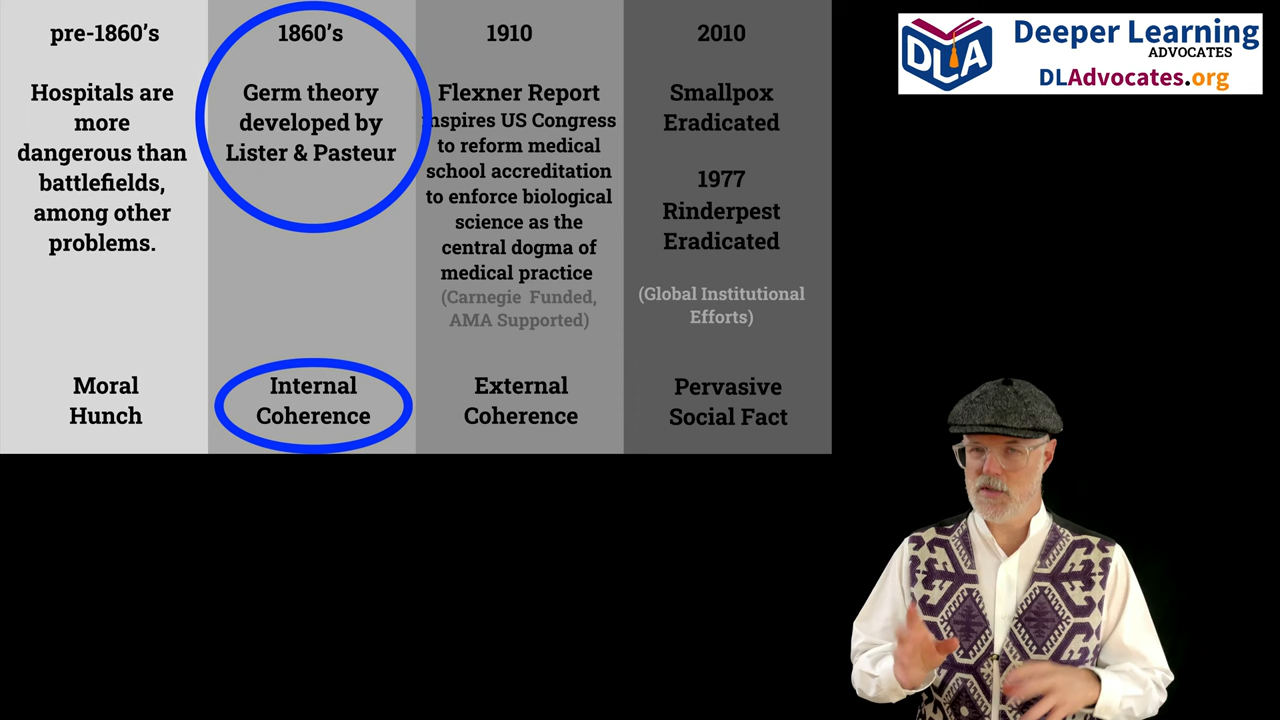 pre-1860's
Hospitals are
more
dangerous than
battlefields,
among other
problems.
Moral
Hunch
1860's
Germ theory
developed by
Lister & Pasteur
Internal
Coherence
1910
Flexner Report
inspires US Congress
to reform medical
school accreditation
to enforce biological
science as the
central dogma of
medical practice
(Carnegie Funded,
AMA Supported)
External
Coherence
2010
Smallpox
Eradicated
1977
Rinderpest
Eradicated
(Global Institutional
Efforts)
Pervasive
Social Fact
DLA
Deeper Learning
ADVOCATES
DLAdvocates.org